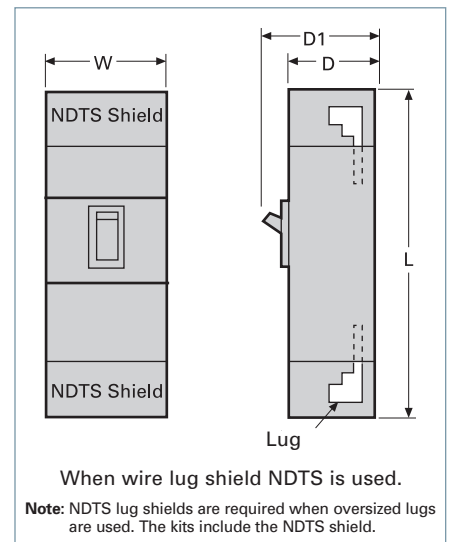 D1
W
D
NDTS Shield
L
NDTS Shield
Lug
When wire lug shield NDTS is used.
Note: NDTS lug shields are required when oversized lugs
are used. The kits include the NDTS shield.